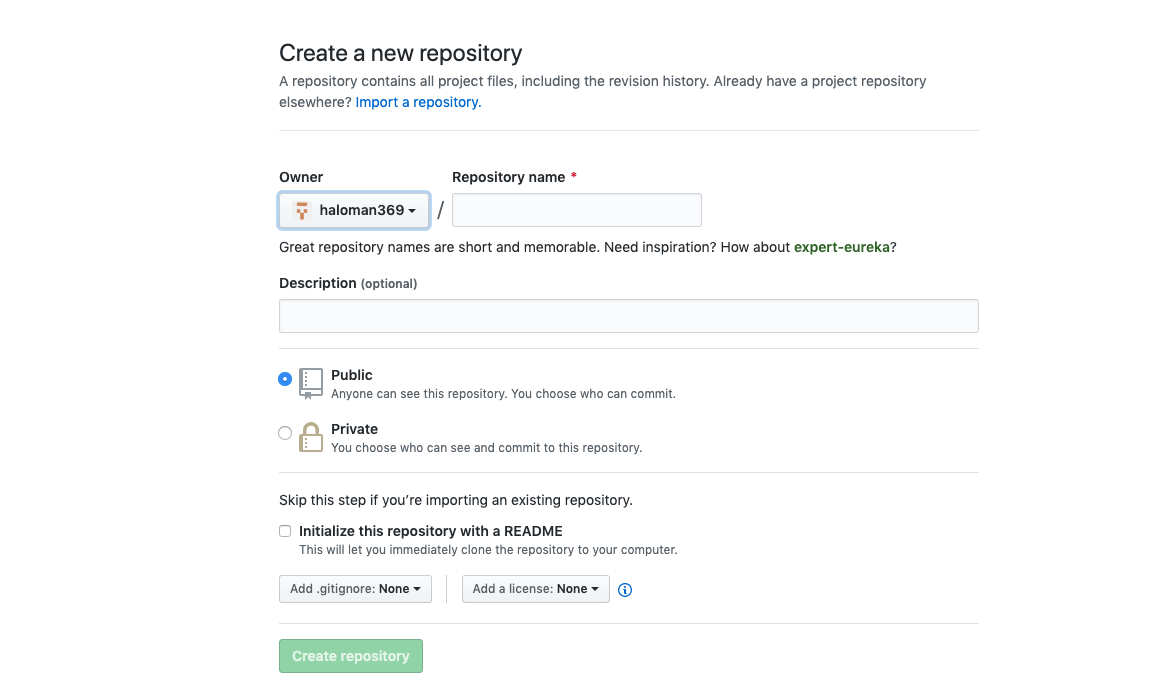 Create a new repository
A repository contains all project files, including the revision history. Already have a project repository
elsewhere? Import a repository.
Owner
Repository name *
haloman369
/
Great repository names are short and memorable. Need inspiration? How about expert-eureka?
Description (optional)
Public
Anyone can see this repository. You choose who can commit.
Private
You choose who can see and commit to this repository.
Skip this step if you’re importing an existing repository.
Initialize this repository with a README
This will let you immediately clone the repository to your computer.
Add .gitignore: None
Add a license: None
Create repository